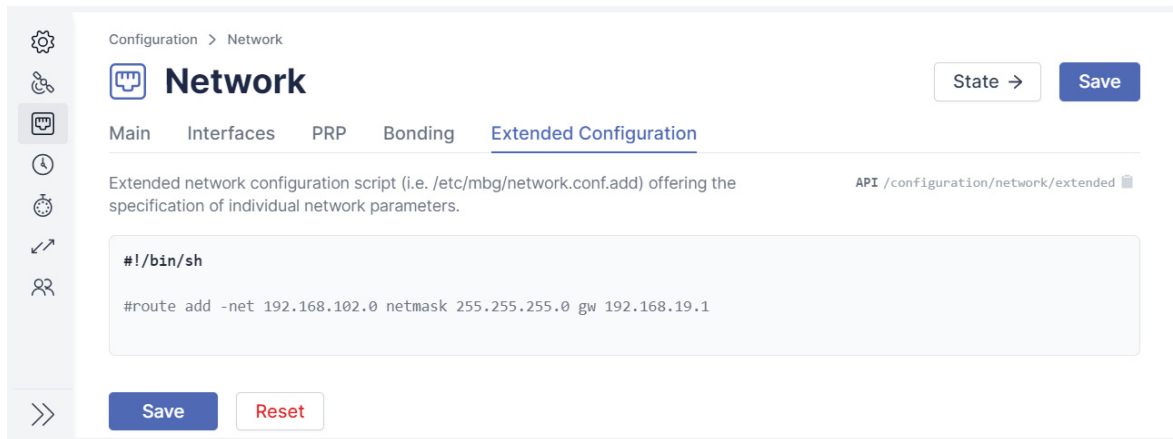 Configuration > Network
Network
State →
Save
Main
Interfaces
PRP
Bonding
Extended Configuration
Extended network configuration script (i.e. /etc/mbg/network.conf.add) offering the
specification of individual network parameters.
API /configuration/network/extended
#!/bin/sh
#route add -net 192.168.102.0 netmask 255.255.255.0 gw 192.168.19.1
Save
Reset